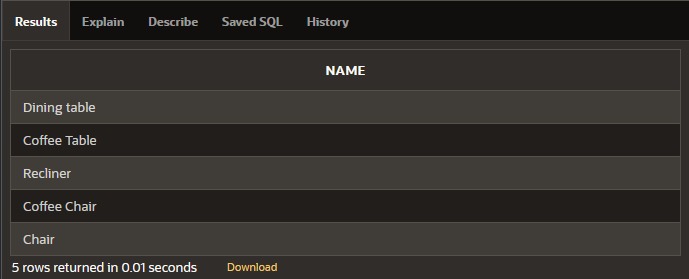 Results Explain Describe Saved SQL History
NAME
Dining table
Coffee Table
Recliner
Coffee Chair
Chair
5 rows returned in 0.01 seconds Download